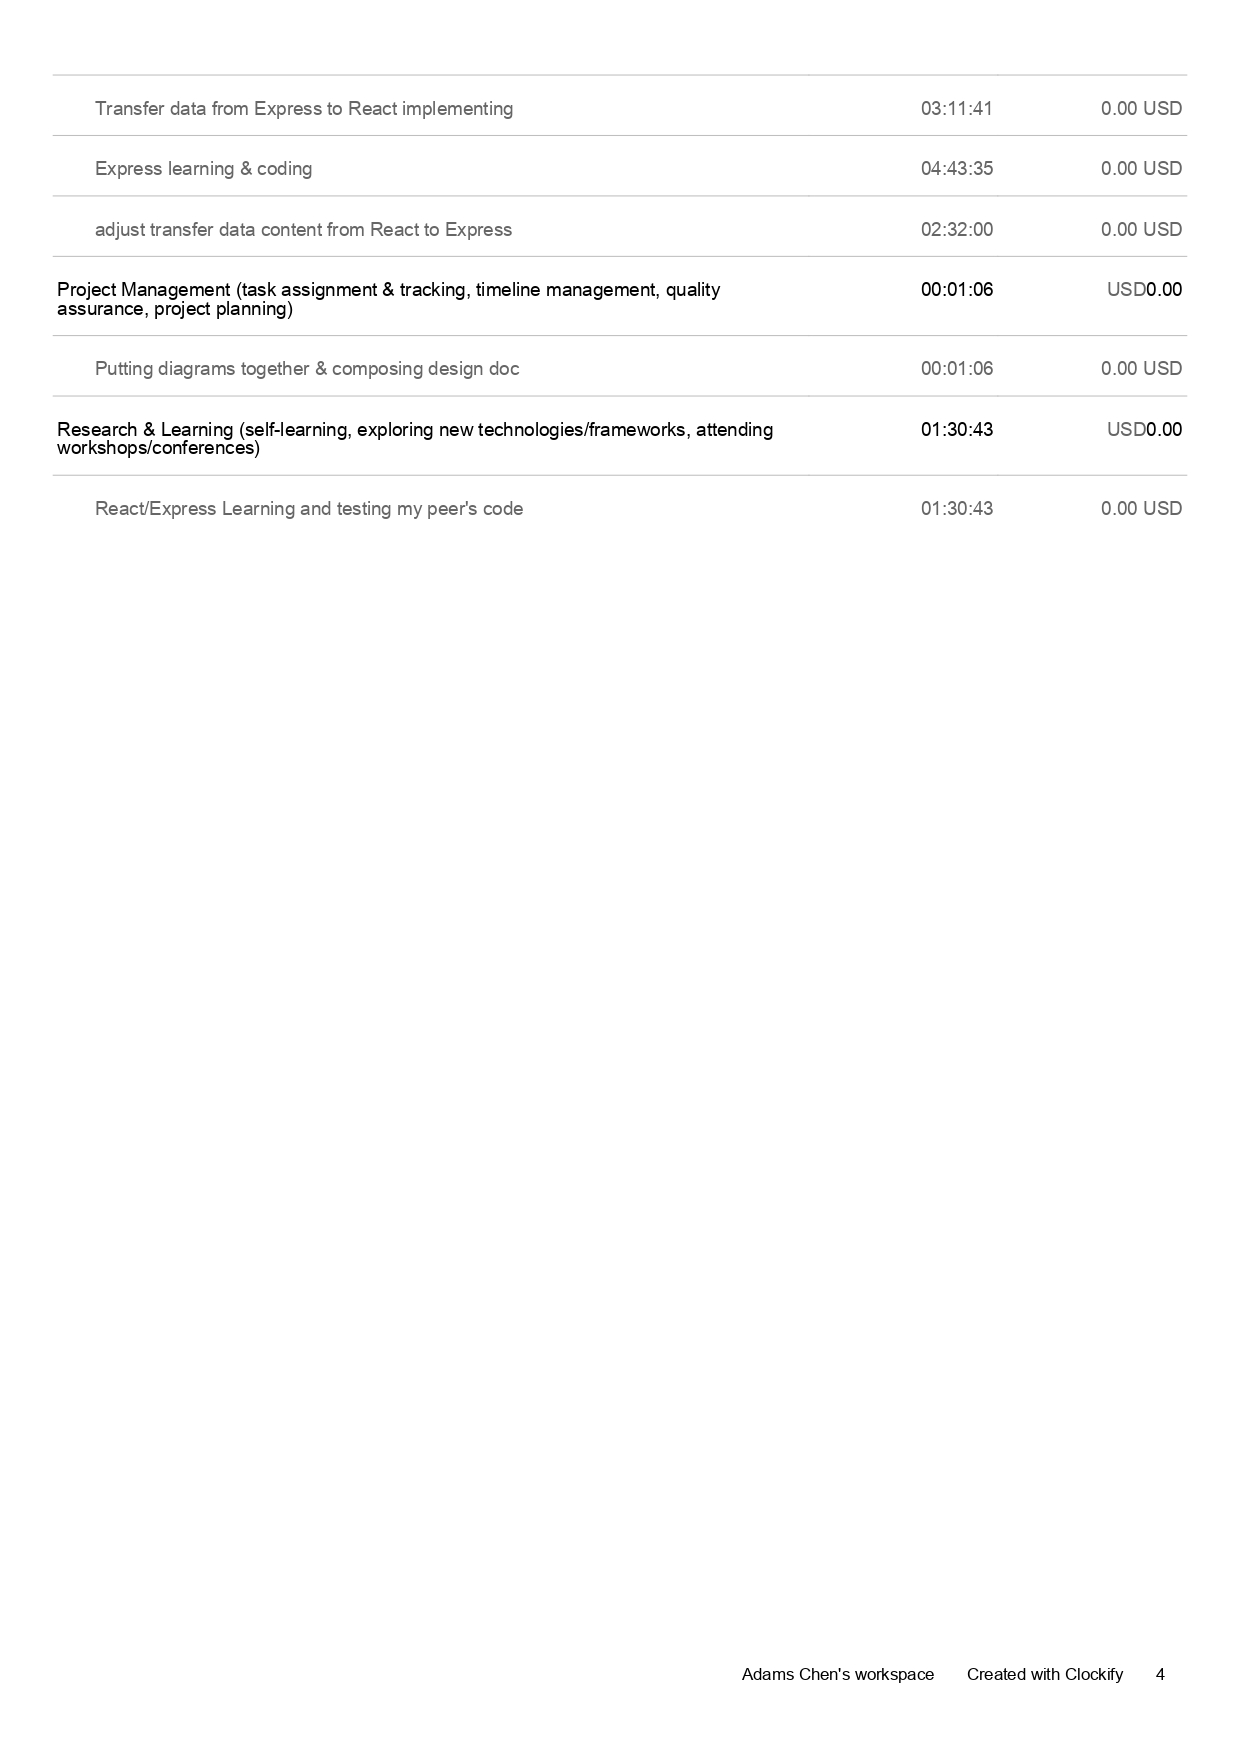 Transfer data from Express to React implementing 03:11:41 0.00 USD
Express learning & coding 04:43:35 0.00 USD
adjust transfer data content from React to Express 02:32:00 0.00 USD
Project Management (task assignment & tracking, timeline management, quality 00:01:06 USD0.00
assurance, project planning)
Putting diagrams together & composing design doc 00:01:06 0.00 USD
Research & Learning (self-learning, exploring new technologies/frameworks, attending 01:30:43 USD0.00
workshops/conferences)
React/Express Learning and testing my peer's code 01:30:43 0.00 USD
Adams Chen's workspace Created with Clockify 4